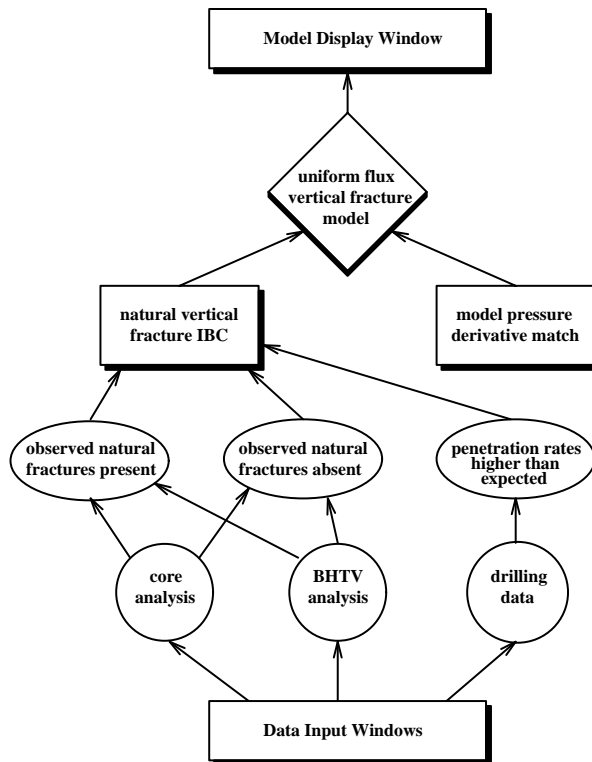 Model Display Window
uniform flux
vertical fracture
model
natural vertical
fracture IBC
model pressure
derivative match
observed natural
fractures present
observed natural
fractures absent
penetration rates
higher than
expected
core
analysis
BHTV
analysis
drilling
data
Data Input Windows